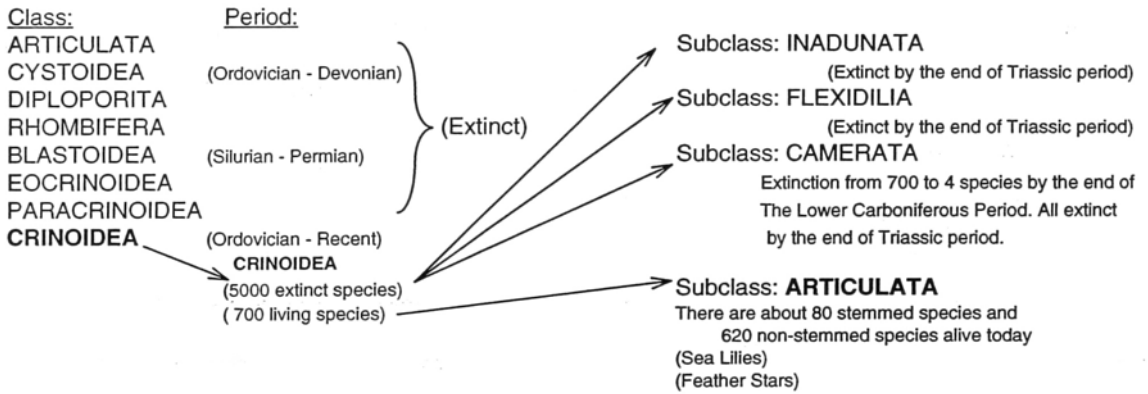 Class: Period:
ARTICULATA
CYSTOIDEA (Ordovician - Devonian)
DIPLOPORITA
RHOMBIFERA
(Extinct)
BLASTOIDEA (Silurian - Permian)
EOCRINOIDEA
PARACRINOIDEA
CRINOIDEA (Ordovician - Recent)
CRINOIDEA
(5000 extinct species)
( 700 living species)
Subclass: INADUNATA
(Extinct by the end of Triassic period)
Subclass: FLEXIDILIA
(Extinct by the end of Triassic period)
Subclass: CAMERATA
Extinction from 700 to 4 species by the end of
The Lower Carboniferous Period. All extinct
by the end of Triassic period.
Subclass: ARTICULATA
There are about 80 stemmed species and
620 non-stemmed species alive today
(Sea Lilies)
(Feather Stars)